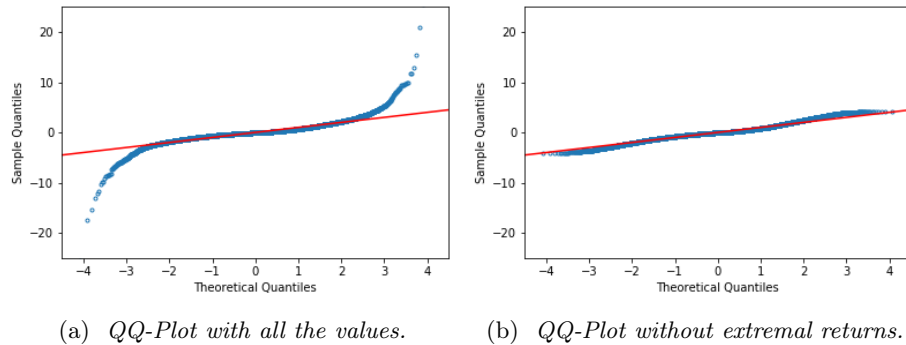 20
10
0
−10
−20
−4 −3 −2 −1 0 1 2 3 4
Sample Quantiles
Theoretical Quantiles
20
10
0
−10
−20
−4 −3 −2 −1 0 1 2 3 4
Sample Quantiles
Theoretical Quantiles
(a) QQ-Plot with all the values.
(b) QQ-Plot without extremal returns.